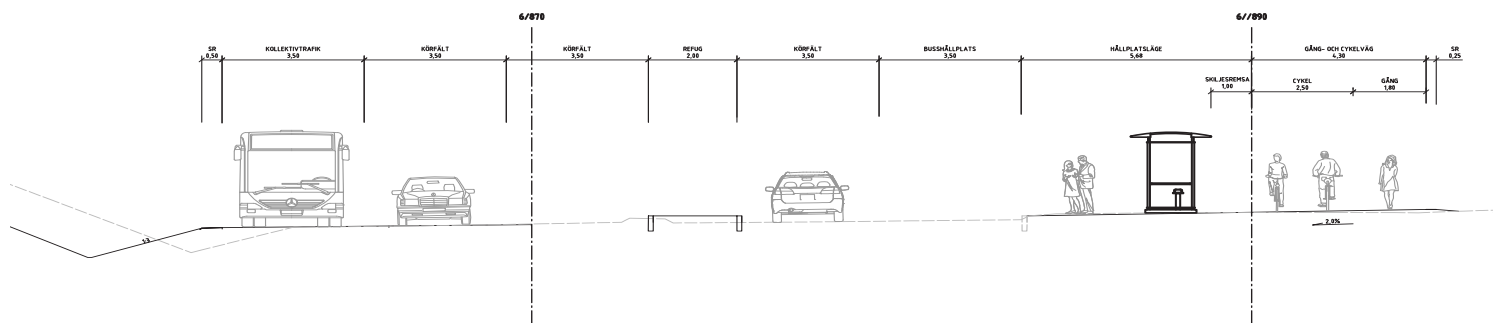 6/870
6//890
SR
0,50
KOLLEKTIVTRAFIK
3,50
KÖRFÄLT
3,50
KÖRFÄLT
3,50
REFUG
2,00
KÖRFÄLT
3,50
BUSSHÅLLPLATS
3,50
HÅLLPLATSLÄGE
5,68
GÅNG- OCH CYKELVÄG
4,30
SR
0,25
SKILJESREMSA
1,00
CYKEL
2,50
GÅNG
1,80
1:3
2,0%